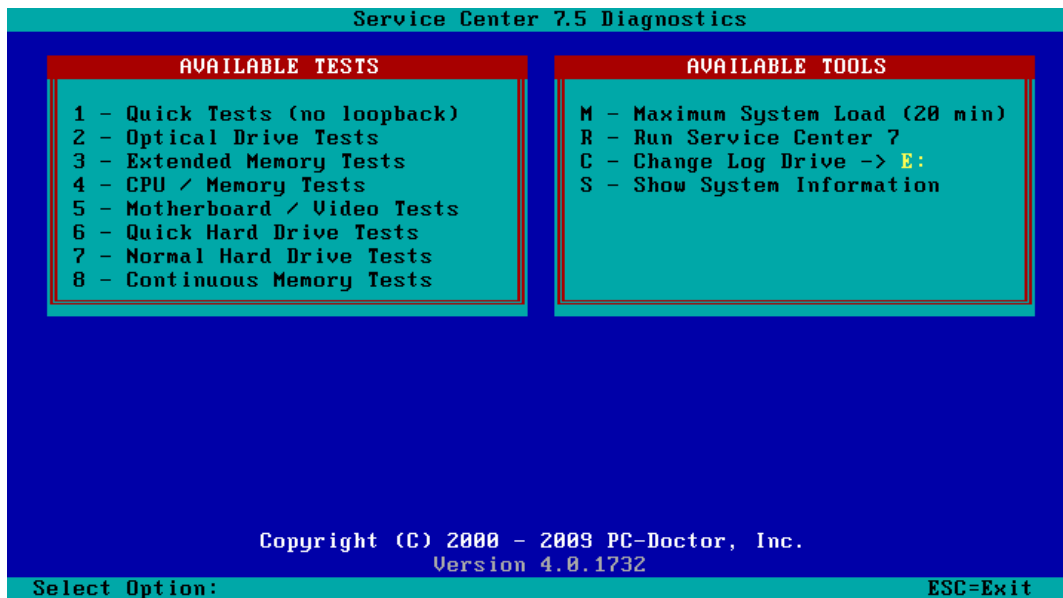 Service Center 7.5 Diagnostics
AVAILABLE TESTS
1 - Quick Tests (no loopback)
2 - Optical Drive Tests
3 - Extended Memory Tests
4 - CPU / Memory Tests
5 - Motherboard / Video Tests
6 - Quick Hard Drive Tests
7 - Normal Hard Drive Tests
8 - Continuous Memory Tests
AVAILABLE TOOLS
M - Maximum System Load (20 min)
R - Run Service Center 7
C - Change Log Drive -> E:
S - Show System Information
Copyright (C) 2000 - 2009 PC-Doctor, Inc.
Version 4.0.1732
Select Option: ESC=Exit